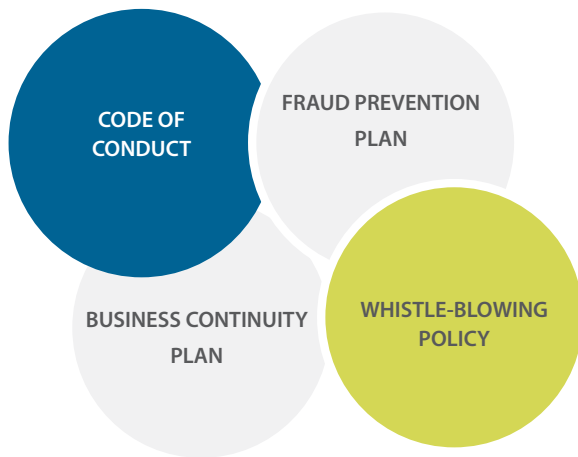 CODE OF
CONDUCT
FRAUD PREVENTION
PLAN
BUSINESS CONTINUITY
PLAN
WHISTLE-BLOWING
POLICY